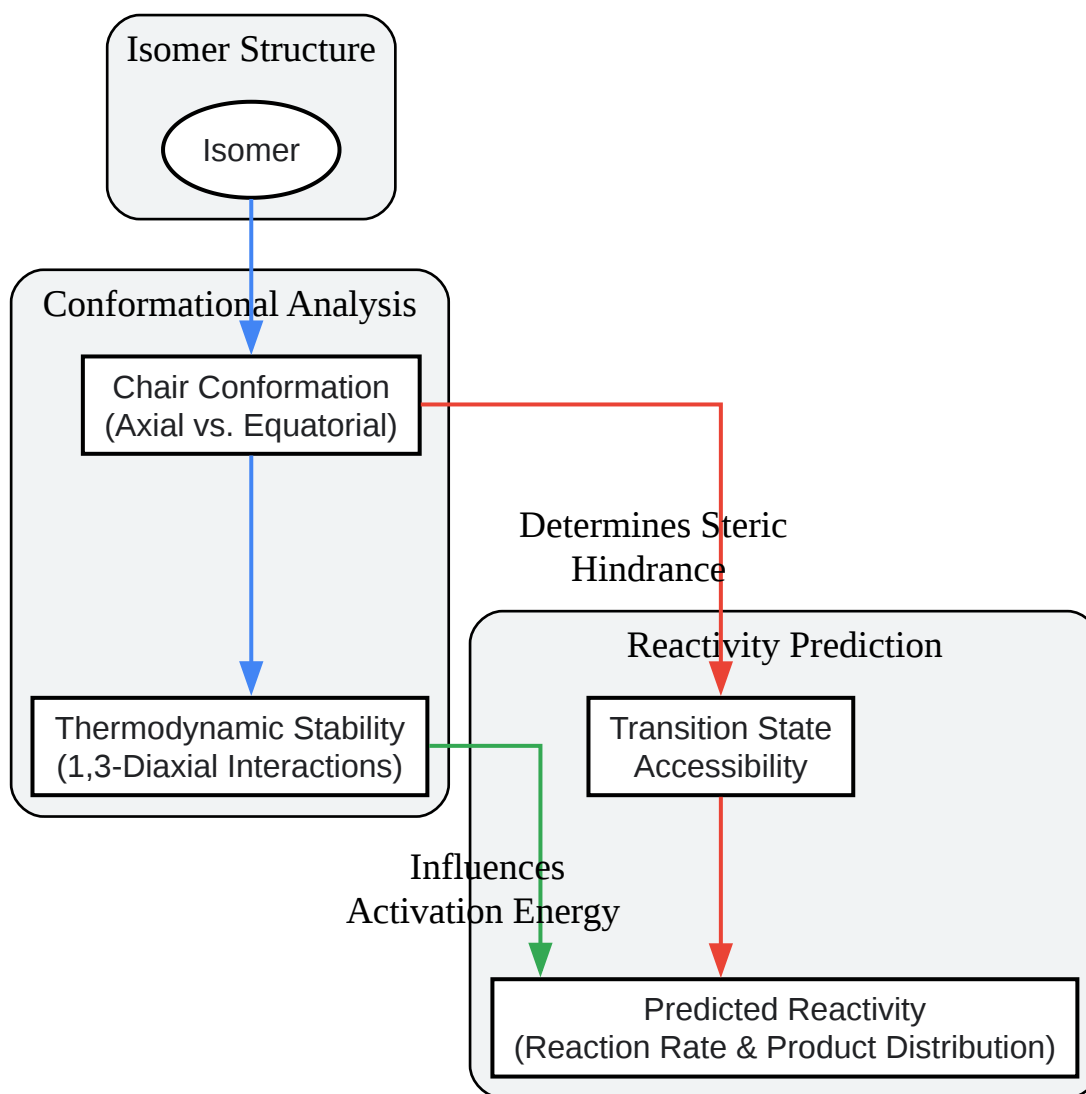 Isomer Structure
Isomer
Conformational Analysis
Chair Conformation
(Axial vs. Equatorial)
Determines Steric
Hindrance
Reactivity Prediction
Thermodynamic Stability
(1,3-Diaxial Interactions)
Transition State
Accessibility
Influences
Activation Energy
Predicted Reactivity
(Reaction Rate & Product Distribution)